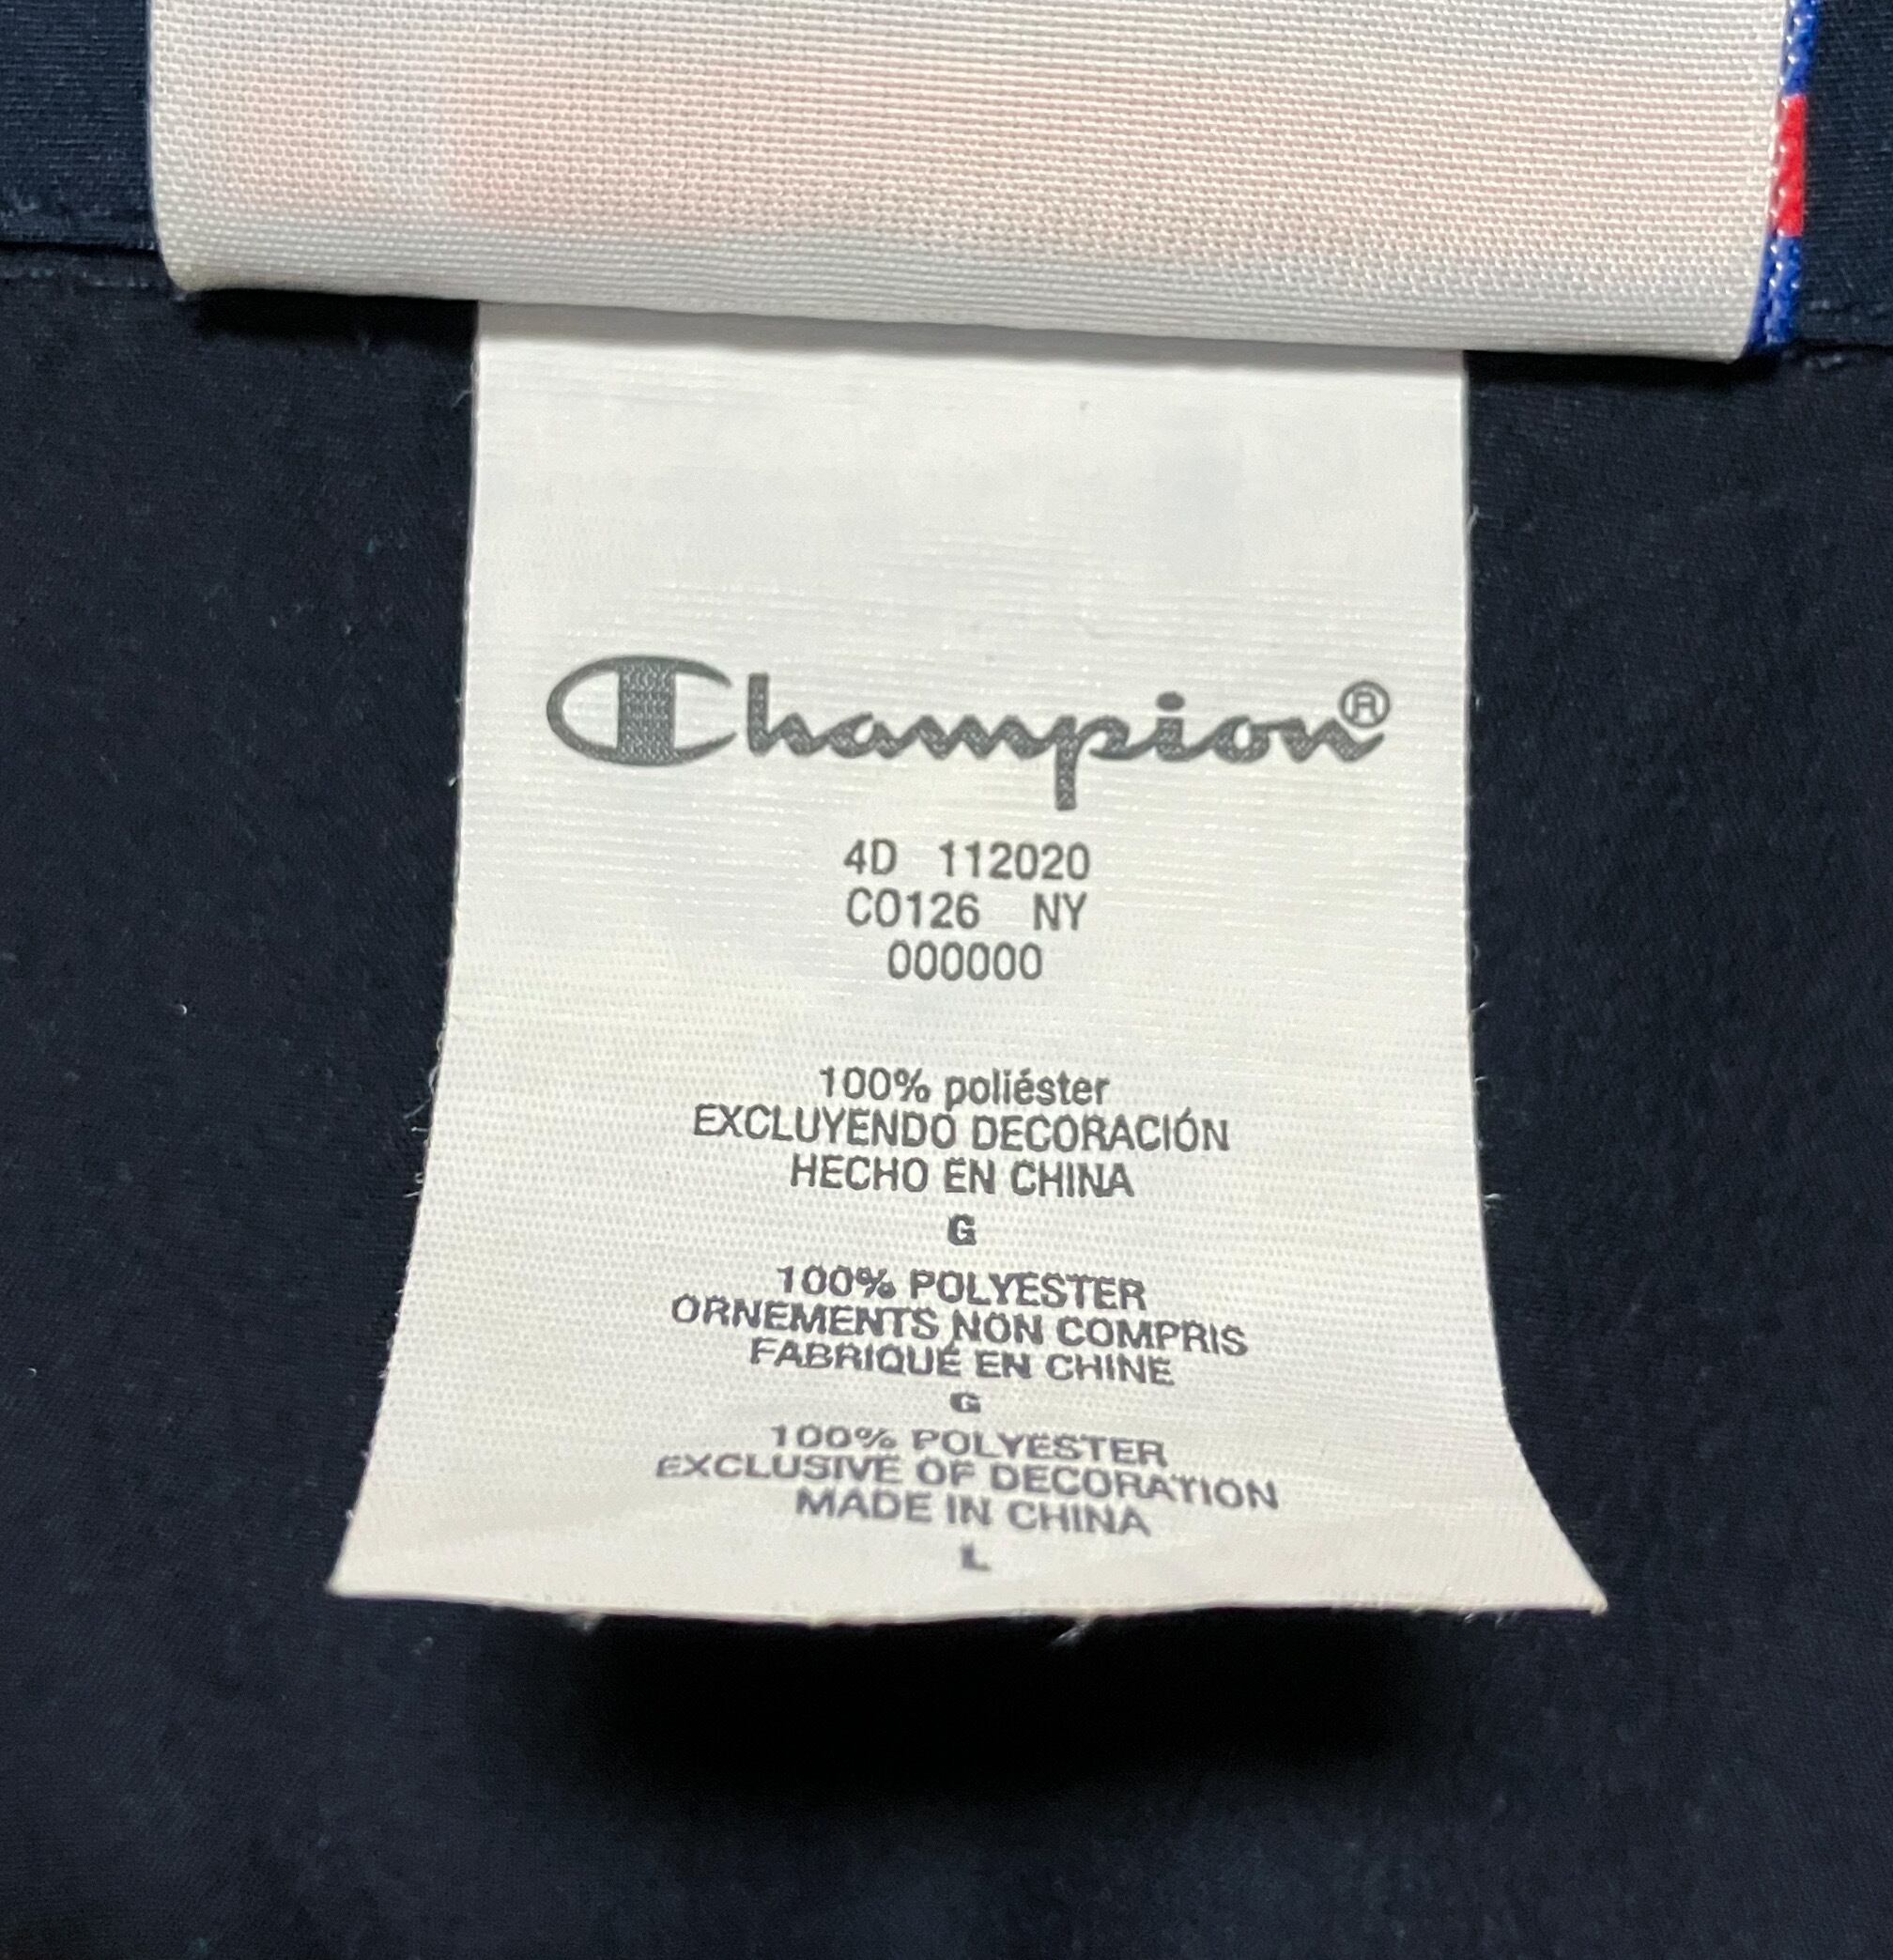 Champion®
4D 112020
CO126 NY
000000
100% poliéster
EXCLUYENDO DECORACIÓN
HECHO EN CHINA
G
100% POLYESTER
ORNEMENTS NON COMPRIS
FABRIQUÉ EN CHINE
G
100% POLYESTER
EXCLUSIVE OF DECORATION
MADE IN CHINA
L